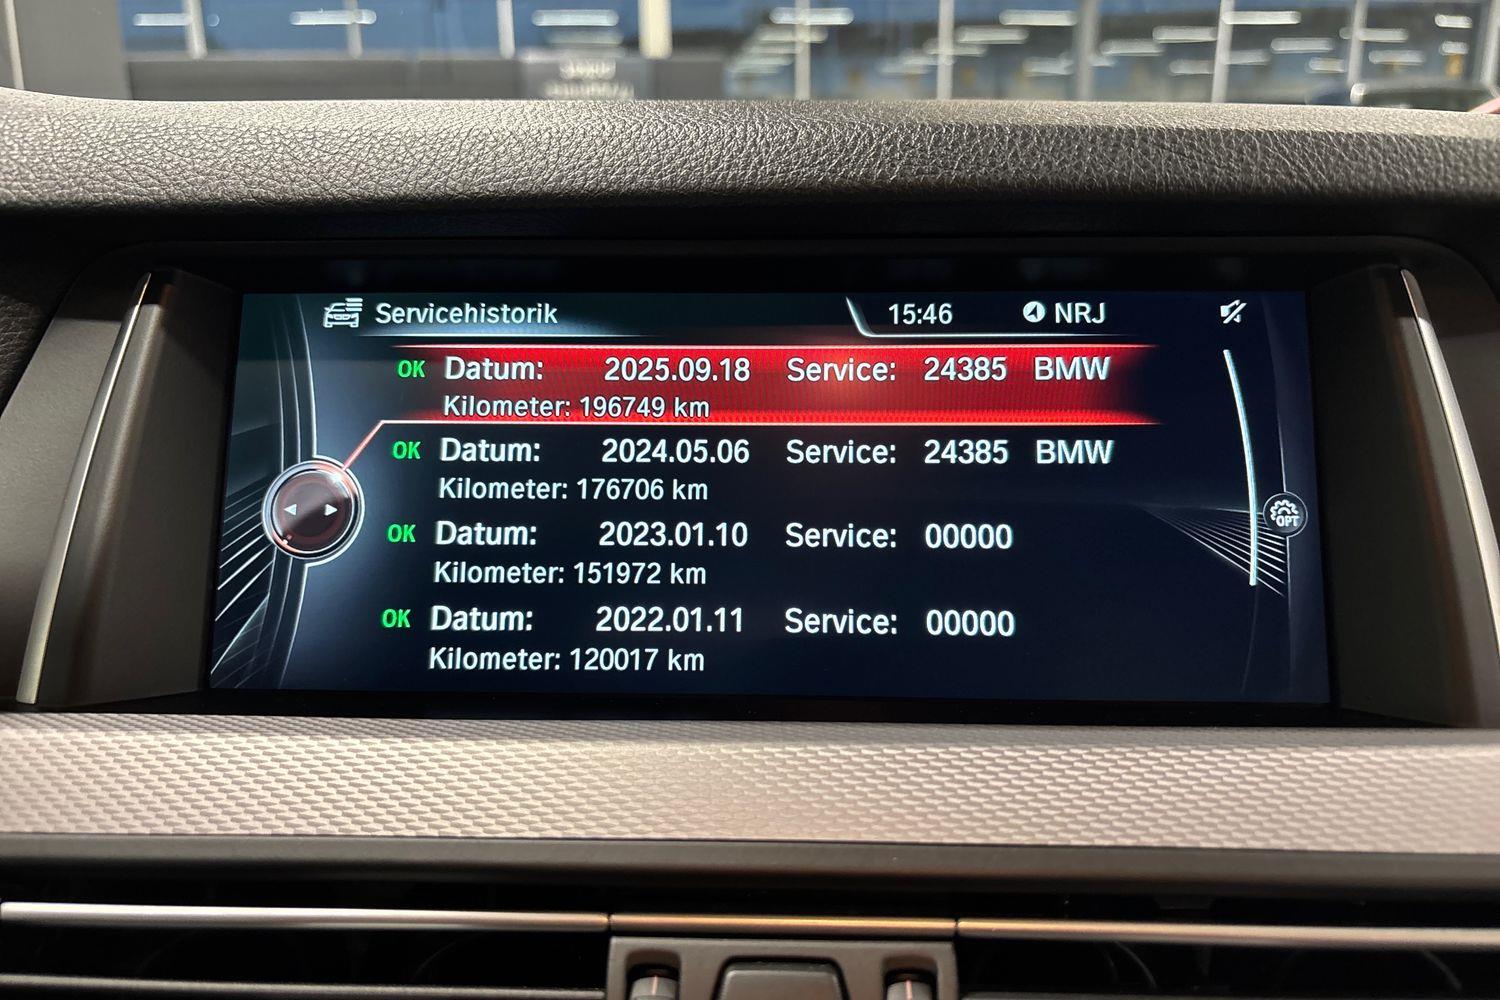 Servicehistorik 15:46 NRJ
OK Datum: 2025.09.18 Service: 24385 BMW
Kilometer: 196749 km
OK Datum: 2024.05.06 Service: 24385 BMW
Kilometer: 176706 km
OK Datum: 2023.01.10 Service: 00000
Kilometer: 151972 km
OPT
OK Datum: 2022.01.11 Service: 00000
Kilometer: 120017 km